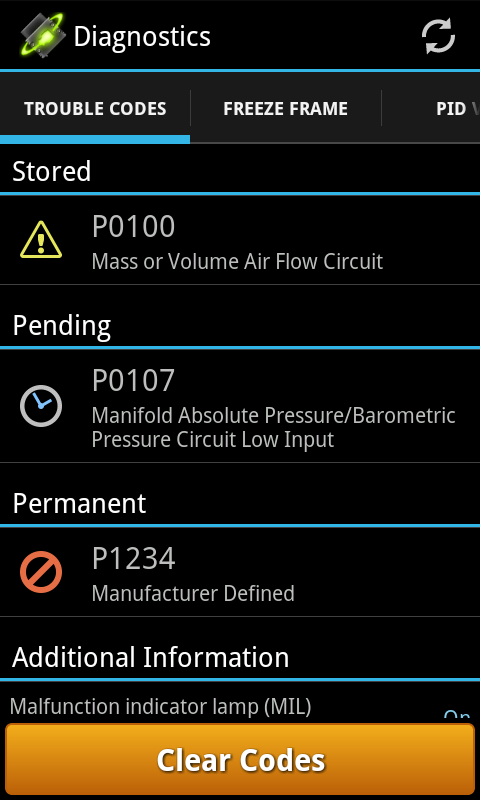 Diagnostics
TROUBLE CODES
FREEZE FRAME
PID
Stored
P0100
Mass or Volume Air Flow Circuit
Pending
P0107
Manifold Absolute Pressure/Barometric
Pressure Circuit Low Input
Permanent
P1234
Manufacturer Defined
Additional Information
Malfunction indicator lamp (MIL)
On
Clear Codes